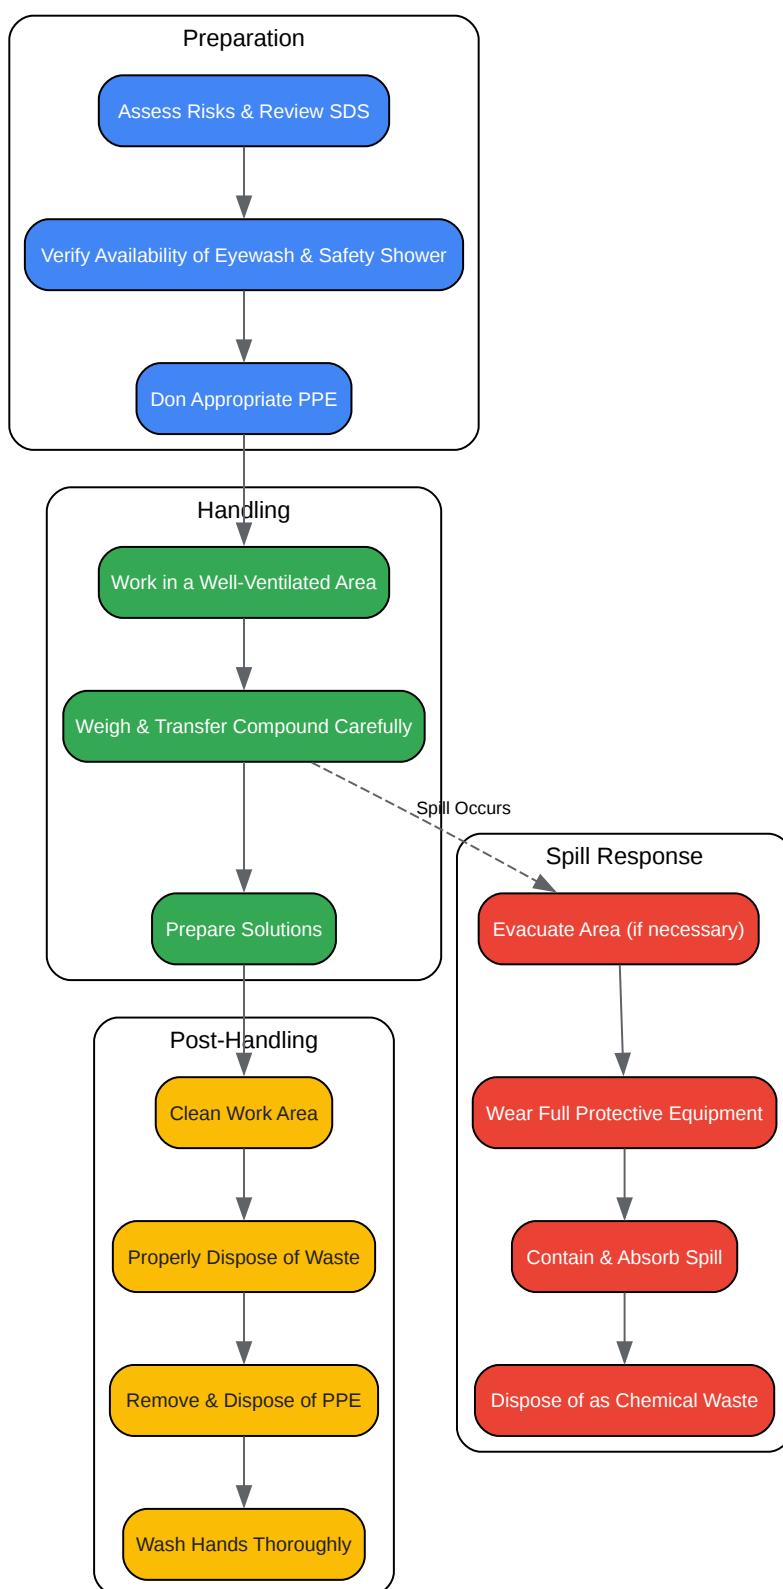 Preparation
Assess Risks & Review SDS
Verify Availability of Eyewash & Safety Shower
Don Appropriate PPE
Handling
Work in a Well-Ventilated Area
Weigh & Transfer Compound Carefully
Spill Occurs
Prepare Solutions
Spill Response
Evacuate Area (if necessary)
Wear Full Protective Equipment
Contain & Absorb Spill
Dispose of as Chemical Waste
Post-Handling
Clean Work Area
Properly Dispose of Waste
Remove & Dispose of PPE
Wash Hands Thoroughly